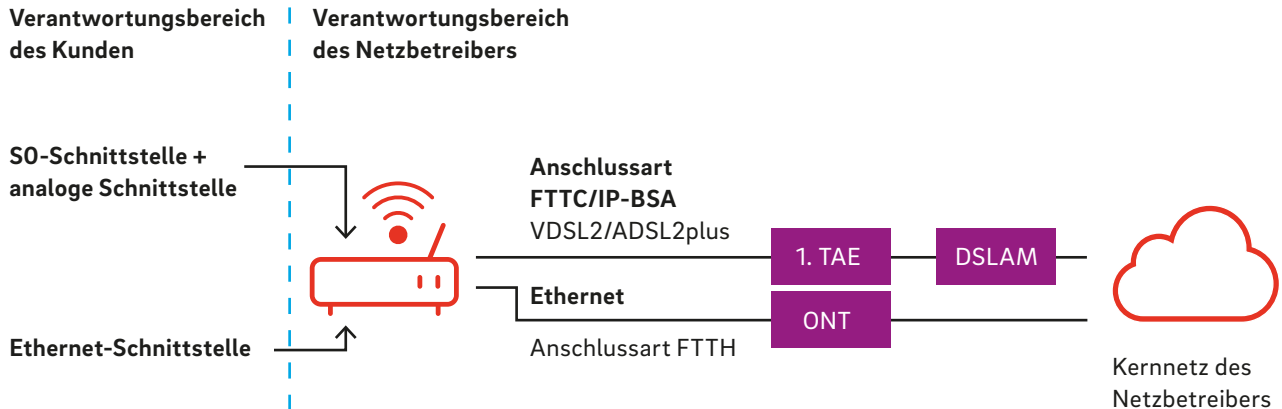 Verantwortungsbereich
des Kunden
Verantwortungsbereich
des Netzbetreibers
S0-Schnittstelle +
analoge Schnittstelle
Anschlussart
FTTC/IP-BSA
VDSL2/ADSL2plus
1. TAE
DSLAM
Ethernet
ONT
Ethernet-Schnittstelle
Anschlussart FTTH
Kernnetz des
Netzbetreibers